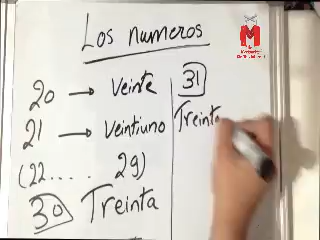 Los numeros
20 → Veinte
21 → Veintiuno
(22.... 29)
30 Treinta
31
Treinta